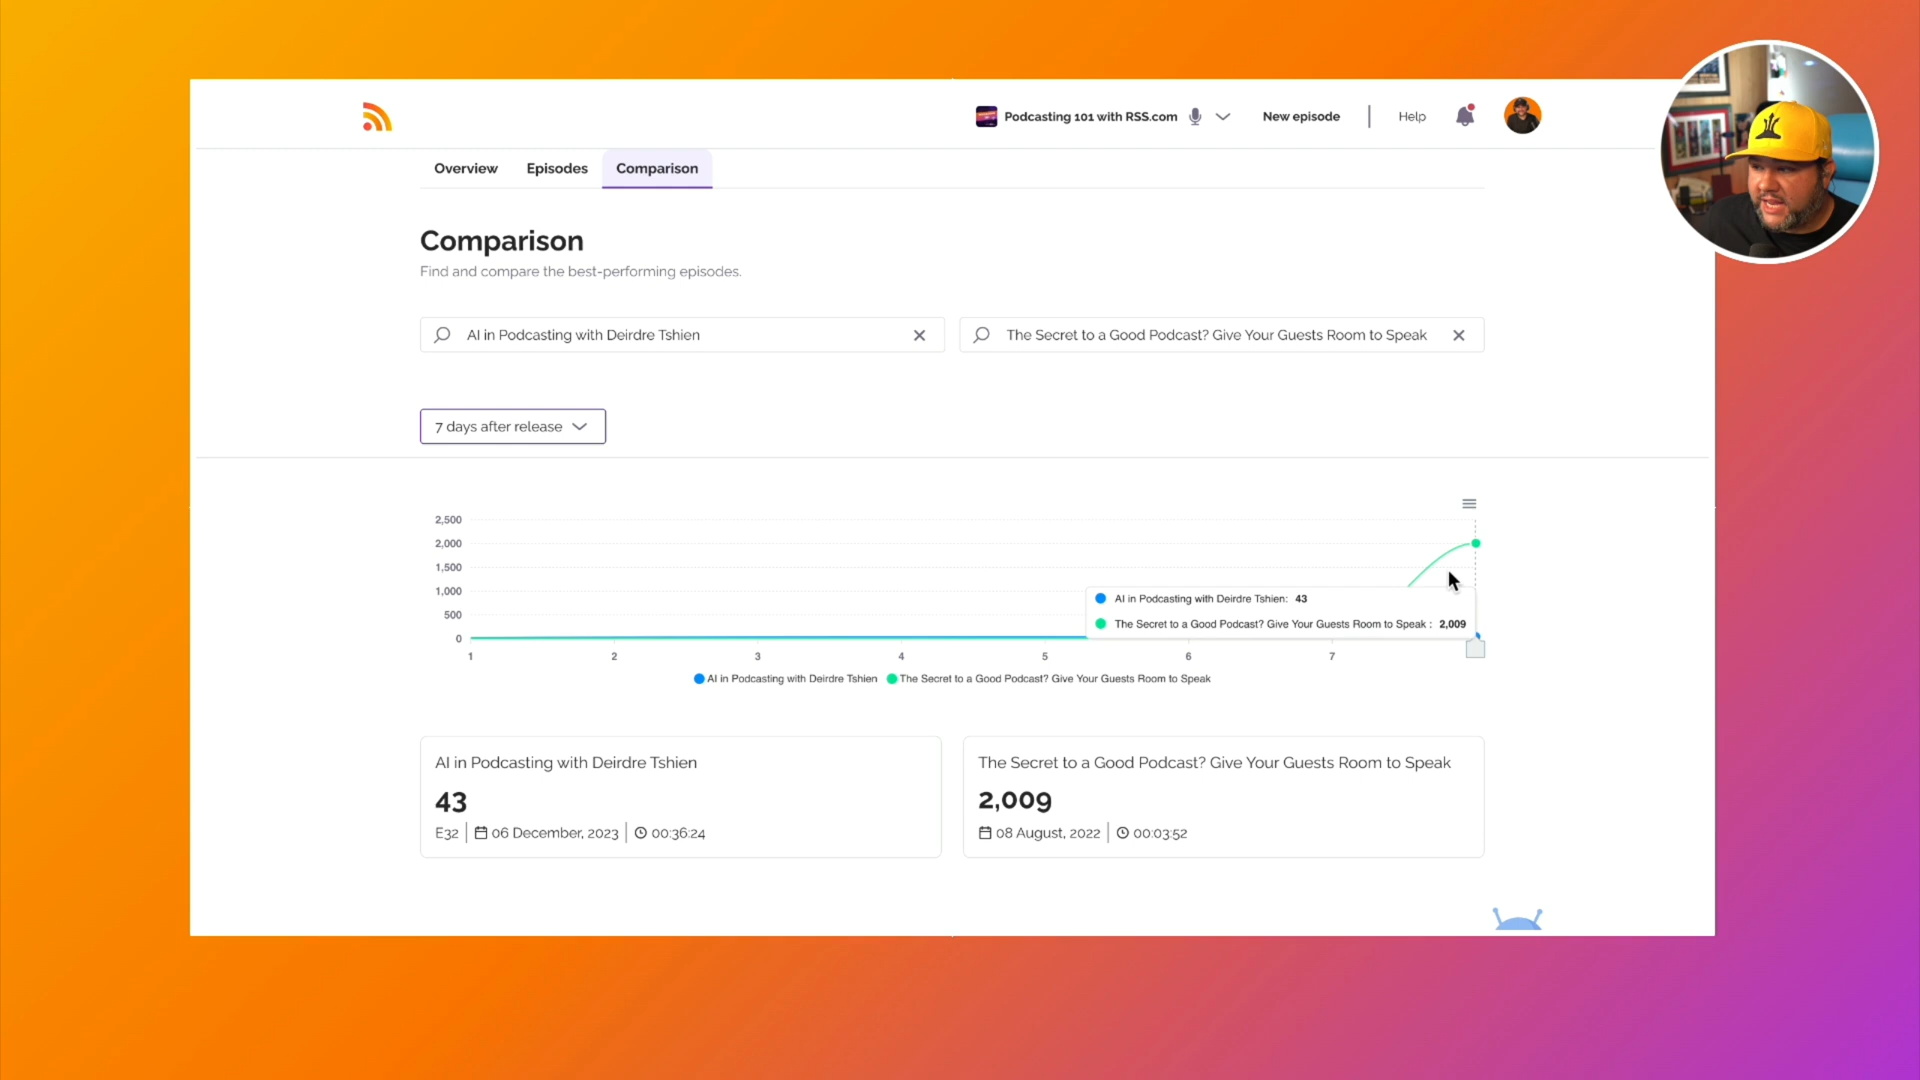 Podcasting 101 with RSS.com
New episode
Help
Overview
Episodes
Comparison
Comparison
Find and compare the best-performing episodes.
AI in Podcasting with Deirdre Tshien
The Secret to a Good Podcast? Give Your Guests Room to Speak
7 days after release
2,500
2,000
1,500
1,000
500
0
AI in Podcasting with Deirdre Tshien: 43
The Secret to a Good Podcast? Give Your Guests Room to Speak : 2,009
1 2 3 4 5 6 7
AI in Podcasting with Deirdre Tshien The Secret to a Good Podcast? Give Your Guests Room to Speak
AI in Podcasting with Deirdre Tshien
43
E32 06 December, 2023 00:36:24
The Secret to a Good Podcast? Give Your Guests Room to Speak
2,009
08 August, 2022 00:03:52